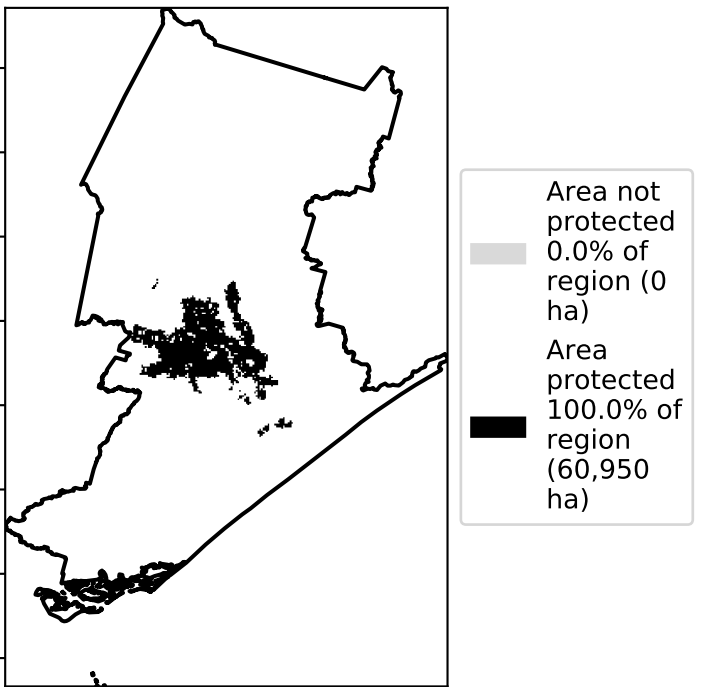 Area not
protected
0.0% of
region (0
ha)
Area
protected
100.0% of
region
(60,950
ha)